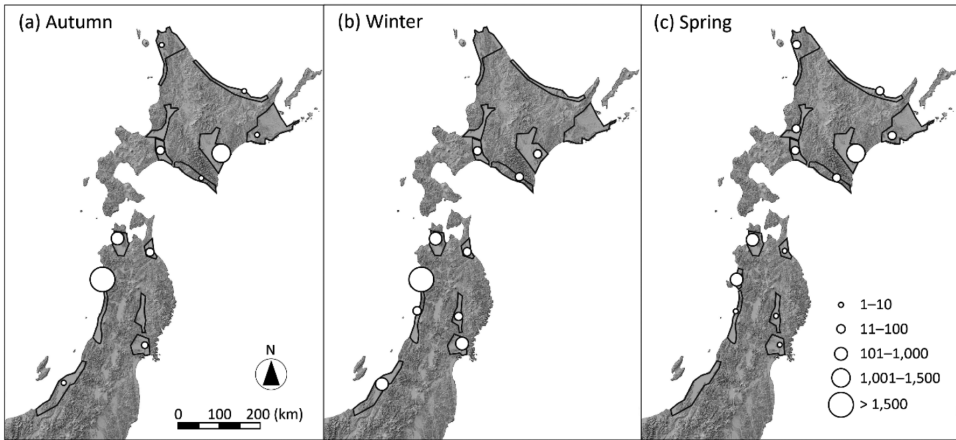 (a) Autumn
(b) Winter
(c) Spring
N
0 100 200 (km)
1–10
11–100
101–1,000
1,001–1,500
> 1,500